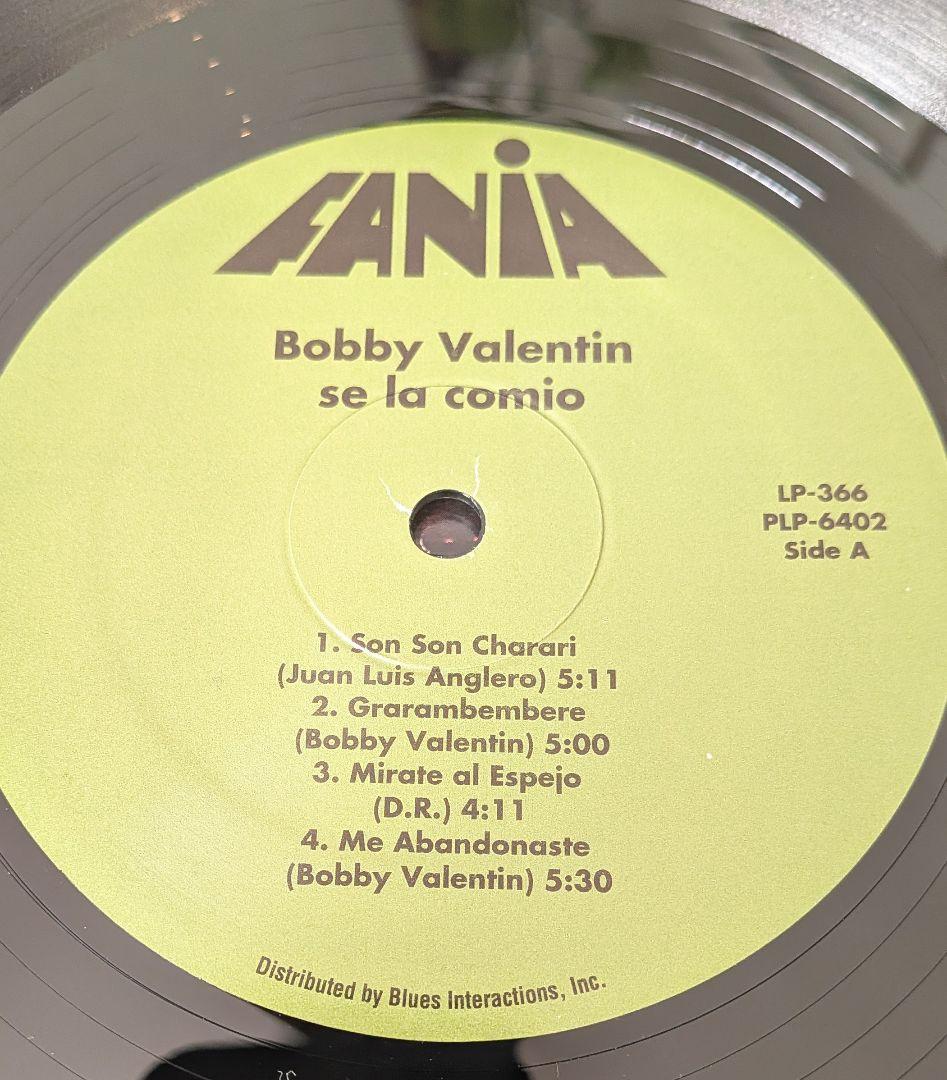 FANiA
Bobby Valentin
se la comio
LP-366
PLP-6402
Side A
1. Son Son Charari
(Juan Luis Anglero) 5:11
2. Grarambembere
(Bobby Valentin) 5:00
3. Mirate al Espejo
(D.R.) 4:11
4. Me Abandonaste
(Bobby Valentin) 5:30
Distributed by Blues Interactions, Inc.